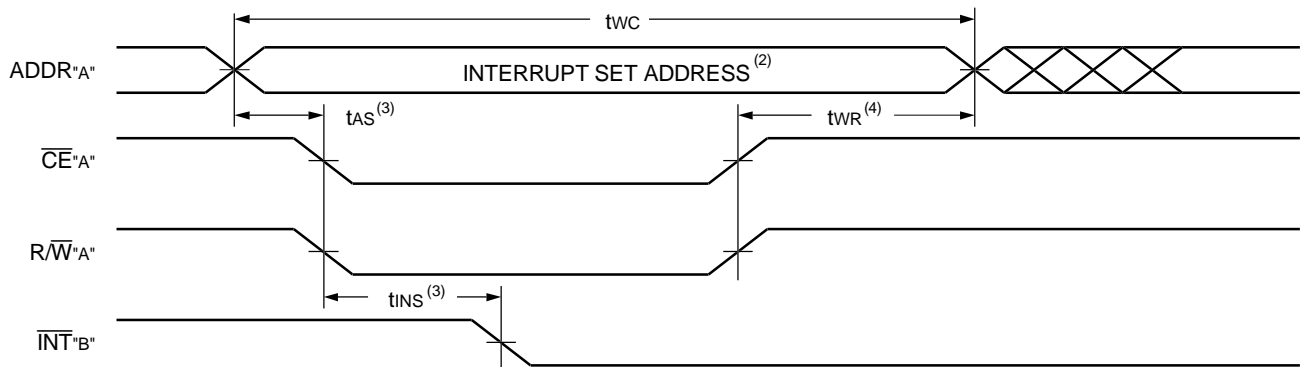 tWC
ADDR"A"
INTERRUPT SET ADDRESS(2)
tAS(3)
tWR(4)
CE"A"
R/W"A"
tINS(3)
INT"B"